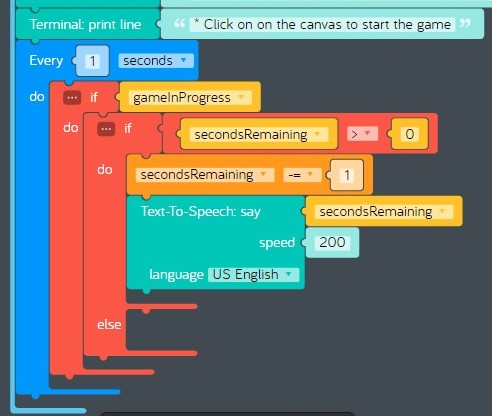 Terminal: print line “ * Click on on the canvas to start the game ”
Every 1 seconds
do ... if gameInProgress
do ... if secondsRemaining > 0
do secondsRemaining -= 1
Text-To-Speech: say secondsRemaining
speed 200
language US English
else